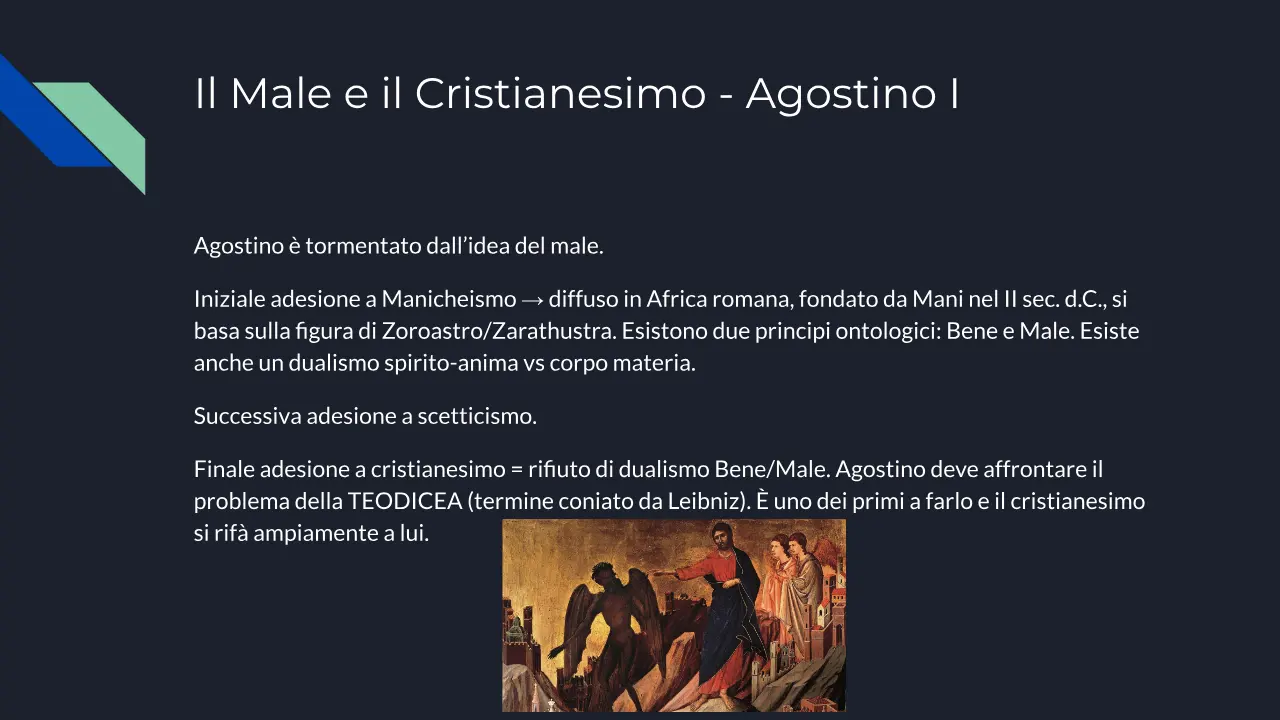 Il Male e il Cristianesimo - Agostino I
Agostino è tormentato dall’idea del male.
Iniziale adesione a Manicheismo → diffuso in Africa romana, fondato da Mani nel II sec. d.C., si
basa sulla figura di Zoroastro/Zarathustra. Esistono due principi ontologici: Bene e Male. Esiste
anche un dualismo spirito-anima vs corpo materia.
Successiva adesione a scetticismo.
Finale adesione a cristianesimo = rifiuto di dualismo Bene/Male. Agostino deve affrontare il
problema della TEODICEA (termine coniato da Leibniz). È uno dei primi a farlo e il cristianesimo
si rifà ampiamente a lui.